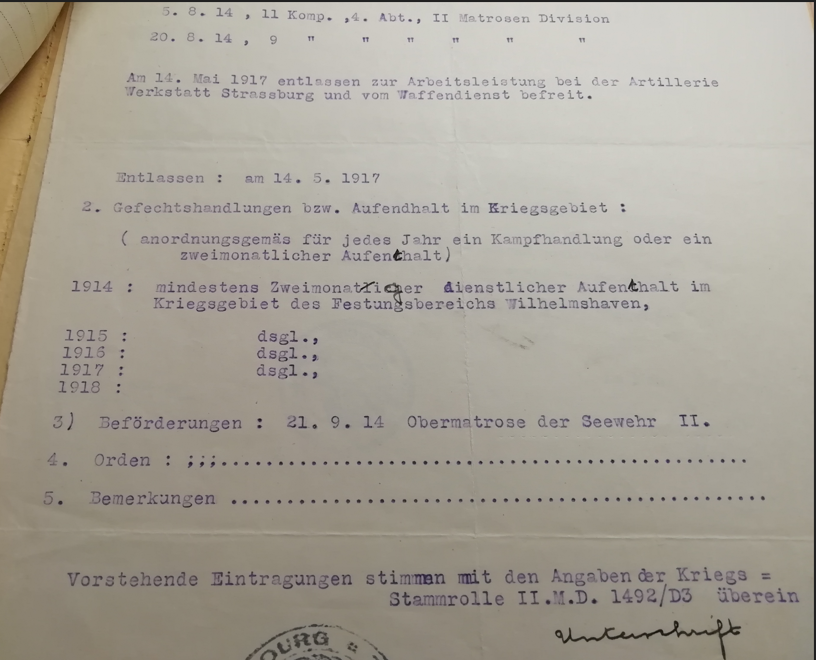 5. 8. 14 , 11 Komp. ,4. Abt., II Matrosen Division
20. 8. 14 , 9 " " " " " "
Am 14. Mai 1917 entlassen zur Arbeitsleistung bei der Artillerie
Werkstatt Strassburg und vom Waffendienst befreit.
Entlassen : am 14. 5. 1917
2. Gefechtshandlungen bzw. Aufendhalt im Kriegsgebiet :
( anordnungsgemäs für jedes Jahr ein Kampfhandlung oder ein
zweimonatlicher Aufenthalt)
1914 : mindestens Zweimonatlicher dienstlicher Aufenthalt im
Kriegsgebiet des Festungsbereichs Wilhelmshaven,
1915 : dsgl.,
1916 : dsgl.,
1917 : dsgl.,
1918 :
3) Beförderungen : 21. 9. 14 Obermatrose der Seewehr II.
4. Orden : ;;;..................................................
5. Bemerkungen ..................................................
Vorstehende Eintragungen stimmen mit den Angaben der Kriegs =
Stammrolle II.M.D. 1492/D3 überein
Unterschrift
OURG =